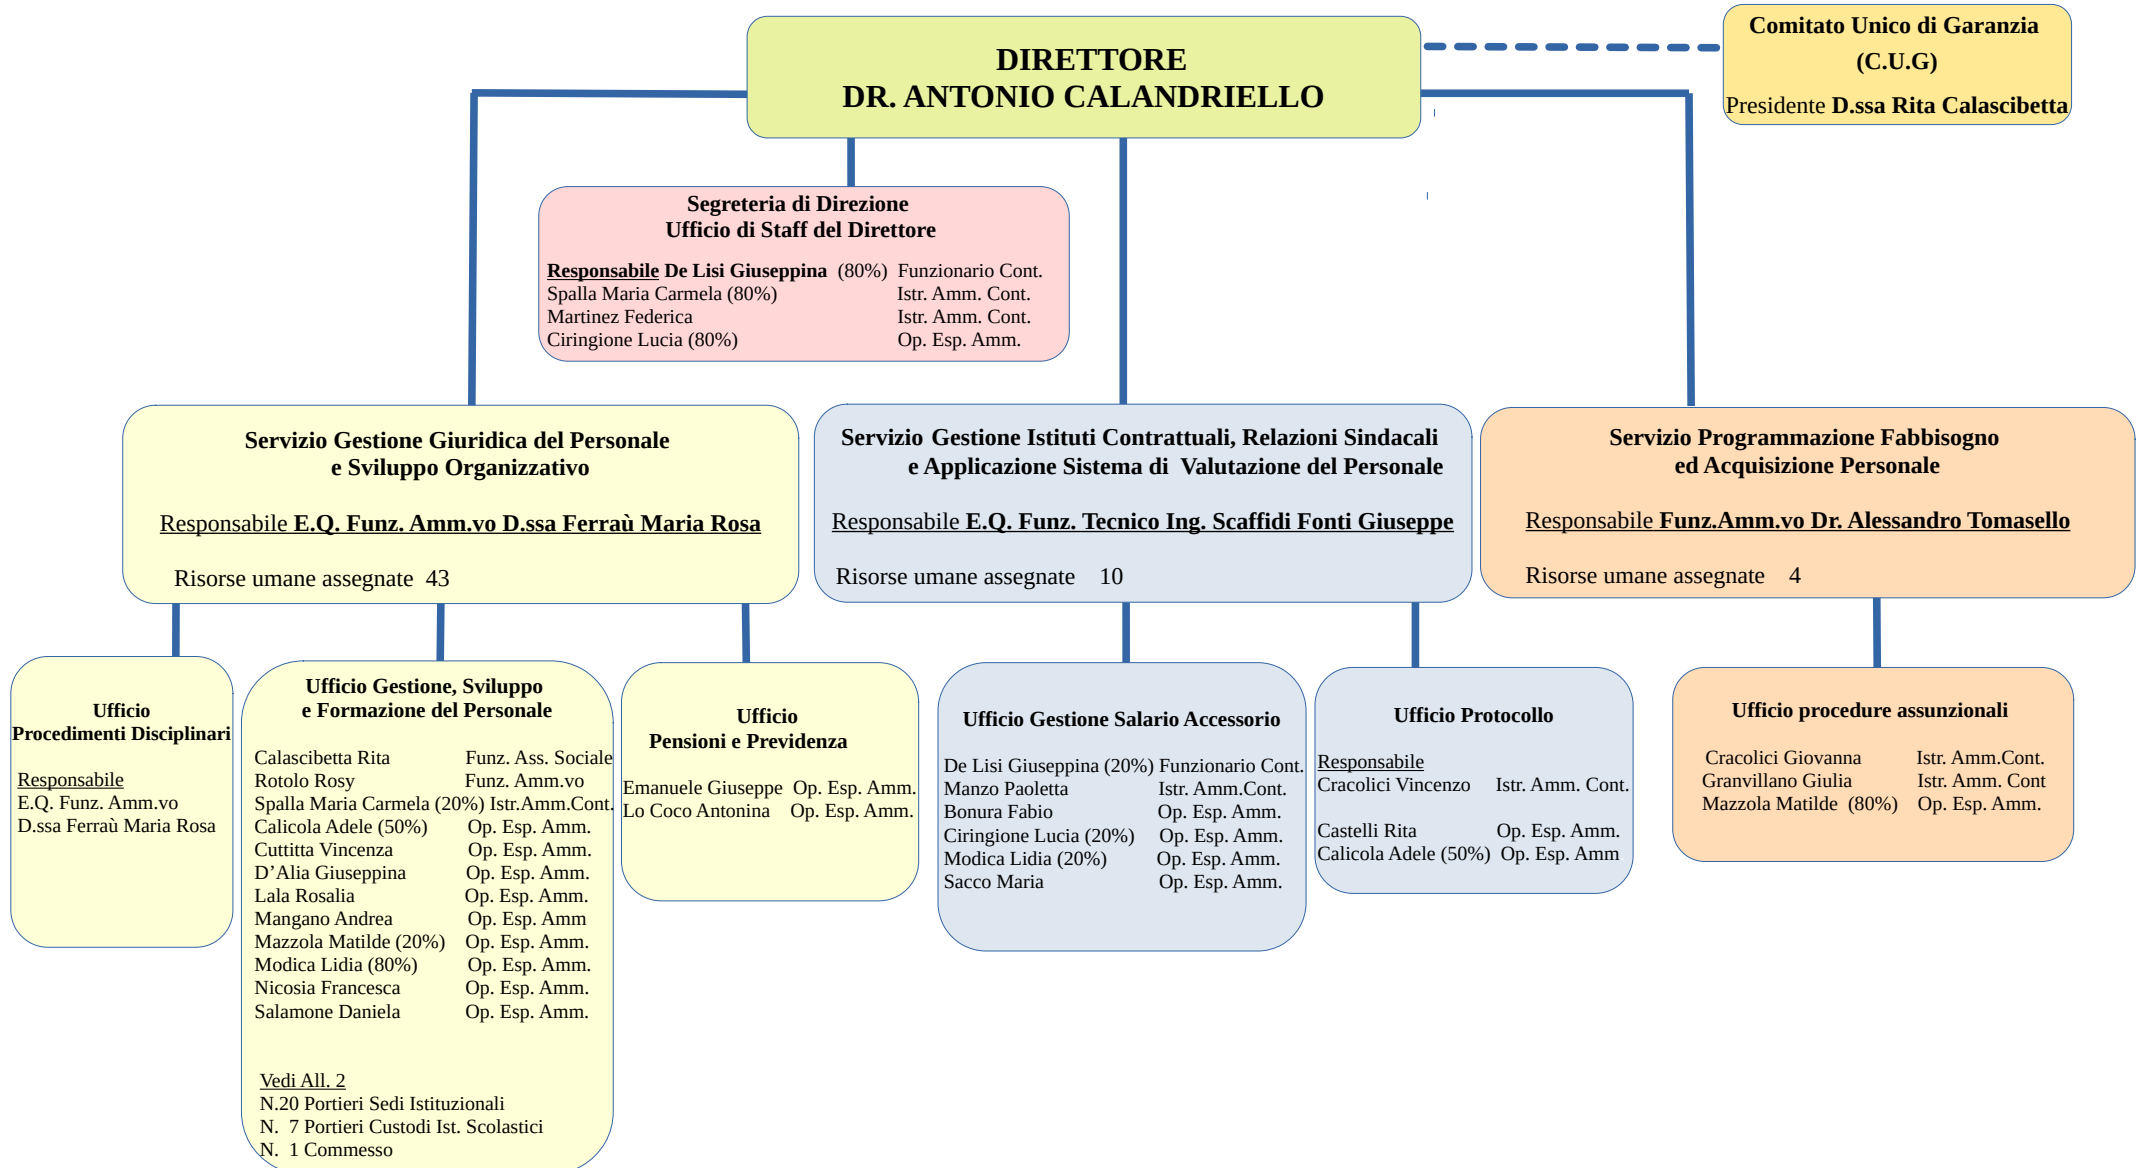 DIRETTORE
DR. ANTONIO CALANDRIELLO
Comitato Unico di Garanzia
(C.U.G)
Presidente D.ssa Rita Calascibetta
Segreteria di Direzione
Ufficio di Staff del Direttore
Responsabile De Lisi Giuseppina (80%) Funzionario Cont.
Spalla Maria Carmela (80%) Istr. Amm. Cont.
Martinez Federica Istr. Amm. Cont.
Ciringione Lucia (80%) Op. Esp. Amm.
Servizio Gestione Giuridica del Personale
e Sviluppo Organizzativo
Responsabile E.Q. Funz. Amm.vo D.ssa Ferraù Maria Rosa
Risorse umane assegnate 43
Servizio Gestione Istituti Contrattuali, Relazioni Sindacali
e Applicazione Sistema di Valutazione del Personale
Responsabile E.Q. Funz. Tecnico Ing. Scaffidi Fonti Giuseppe
Risorse umane assegnate 10
Servizio Programmazione Fabbisogno
ed Acquisizione Personale
Responsabile Funz.Amm.vo Dr. Alessandro Tomasello
Risorse umane assegnate 4
Ufficio
Procedimenti Disciplinari
Responsabile
E.Q. Funz. Amm.vo
D.ssa Ferraù Maria Rosa
Ufficio Gestione, Sviluppo
e Formazione del Personale
Calascibetta Rita Funz. Ass. Sociale
Rotolo Rosy Funz. Amm.vo
Spalla Maria Carmela (20%) Istr.Amm.Cont.
Calicola Adele (50%) Op. Esp. Amm.
Cuttitta Vincenza Op. Esp. Amm.
D’Alia Giuseppina Op. Esp. Amm.
Lala Rosalia Op. Esp. Amm.
Mangano Andrea Op. Esp. Amm
Mazzola Matilde (20%) Op. Esp. Amm.
Modica Lidia (80%) Op. Esp. Amm.
Nicosia Francesca Op. Esp. Amm.
Salamone Daniela Op. Esp. Amm.
Vedi All. 2
N.20 Portieri Sedi Istituzionali
N. 7 Portieri Custodi Ist. Scolastici
N. 1 Commesso
Ufficio
Pensioni e Previdenza
Emanuele Giuseppe Op. Esp. Amm.
Lo Coco Antonina Op. Esp. Amm.
Ufficio Gestione Salario Accessorio
De Lisi Giuseppina (20%) Funzionario Cont.
Manzo Paoletta Istr. Amm.Cont.
Bonura Fabio Op. Esp. Amm.
Ciringione Lucia (20%) Op. Esp. Amm.
Modica Lidia (20%) Op. Esp. Amm.
Sacco Maria Op. Esp. Amm.
Ufficio Protocollo
Responsabile
Cracolici Vincenzo Istr. Amm. Cont.
Castelli Rita Op. Esp. Amm.
Calicola Adele (50%) Op. Esp. Amm
Ufficio procedure assunzionali
Cracolici Giovanna Istr. Amm.Cont.
Granvillano Giulia Istr. Amm. Cont
Mazzola Matilde (80%) Op. Esp. Amm.